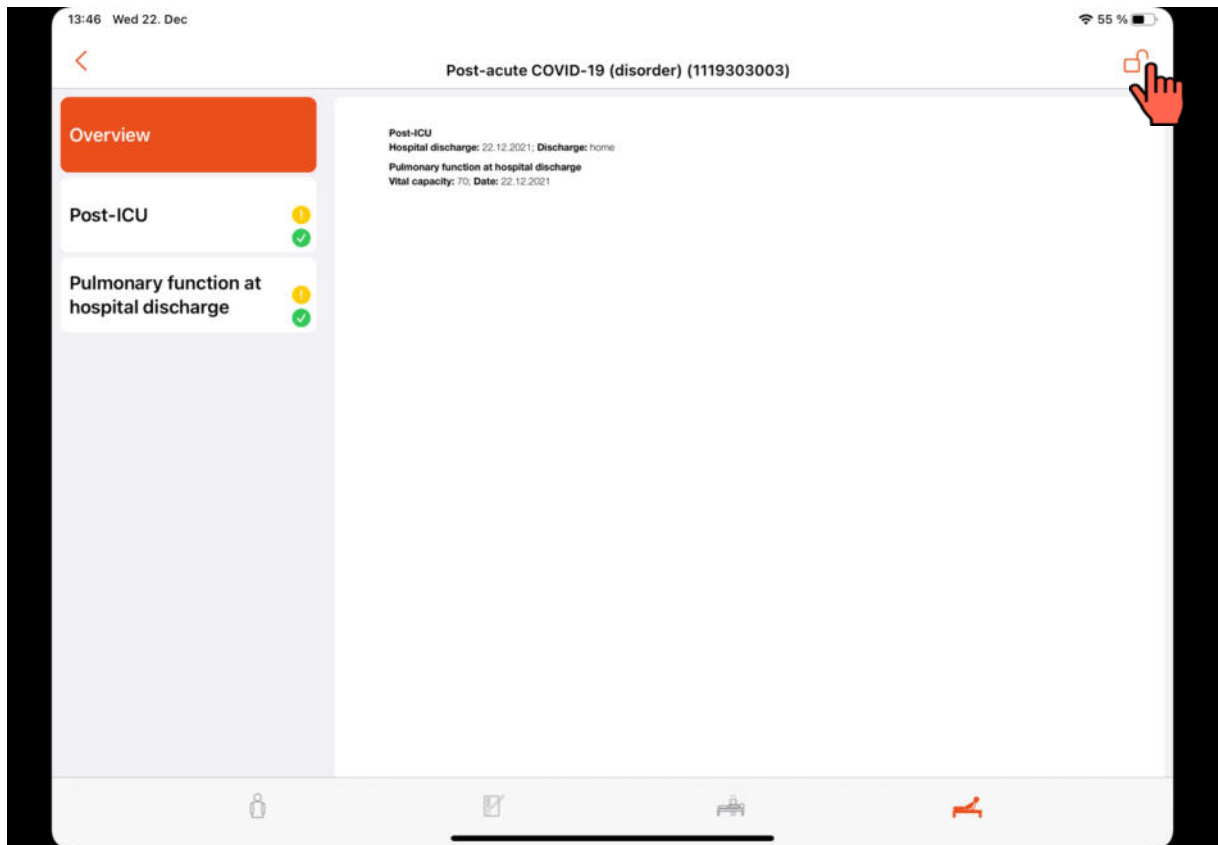 13:46 Wed 22. Dec
55 %
Post-acute COVID-19 (disorder) (1119303003)
Overview
Post-ICU
Pulmonary function at
hospital discharge
Post-ICU
Hospital discharge: 22.12.2021; Discharge: home
Pulmonary function at hospital discharge
Vital capacity: 70; Date: 22.12.2021